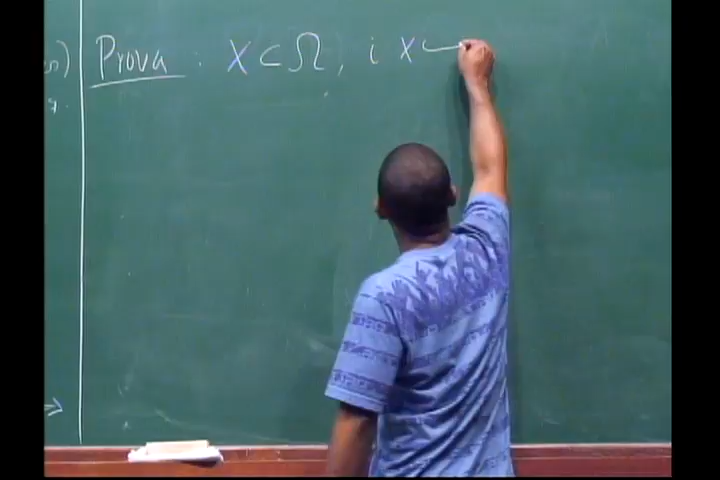 Prova : X ⊂ Ω, i X ↪